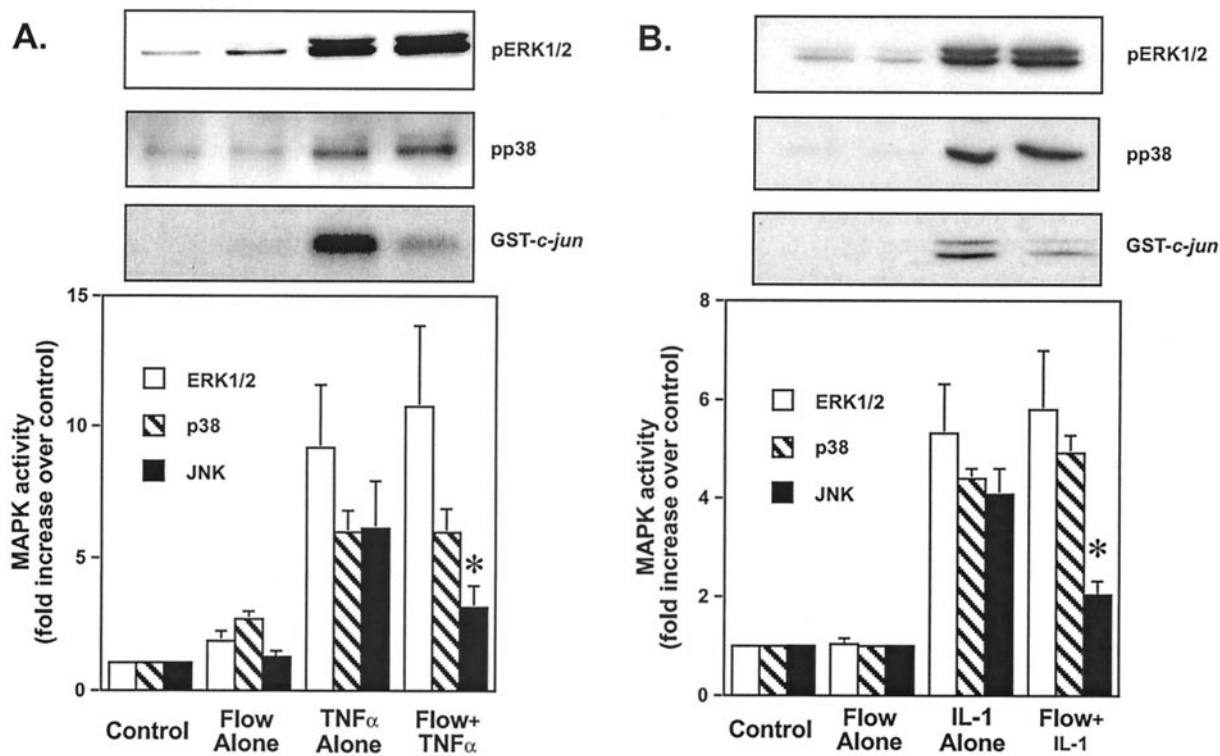 A.
pERK1/2
pp38
GST-c-jun
MAPK activity
(fold increase over control)
15
10
5
0
ERK1/2
p38
JNK
*
Control
Flow
Alone
TNFα
Alone
Flow+
TNFα
B.
pERK1/2
pp38
GST-c-jun
MAPK activity
(fold increase over control)
8
6
4
2
0
ERK1/2
p38
JNK
*
Control
Flow
Alone
IL-1
Alone
Flow+
IL-1